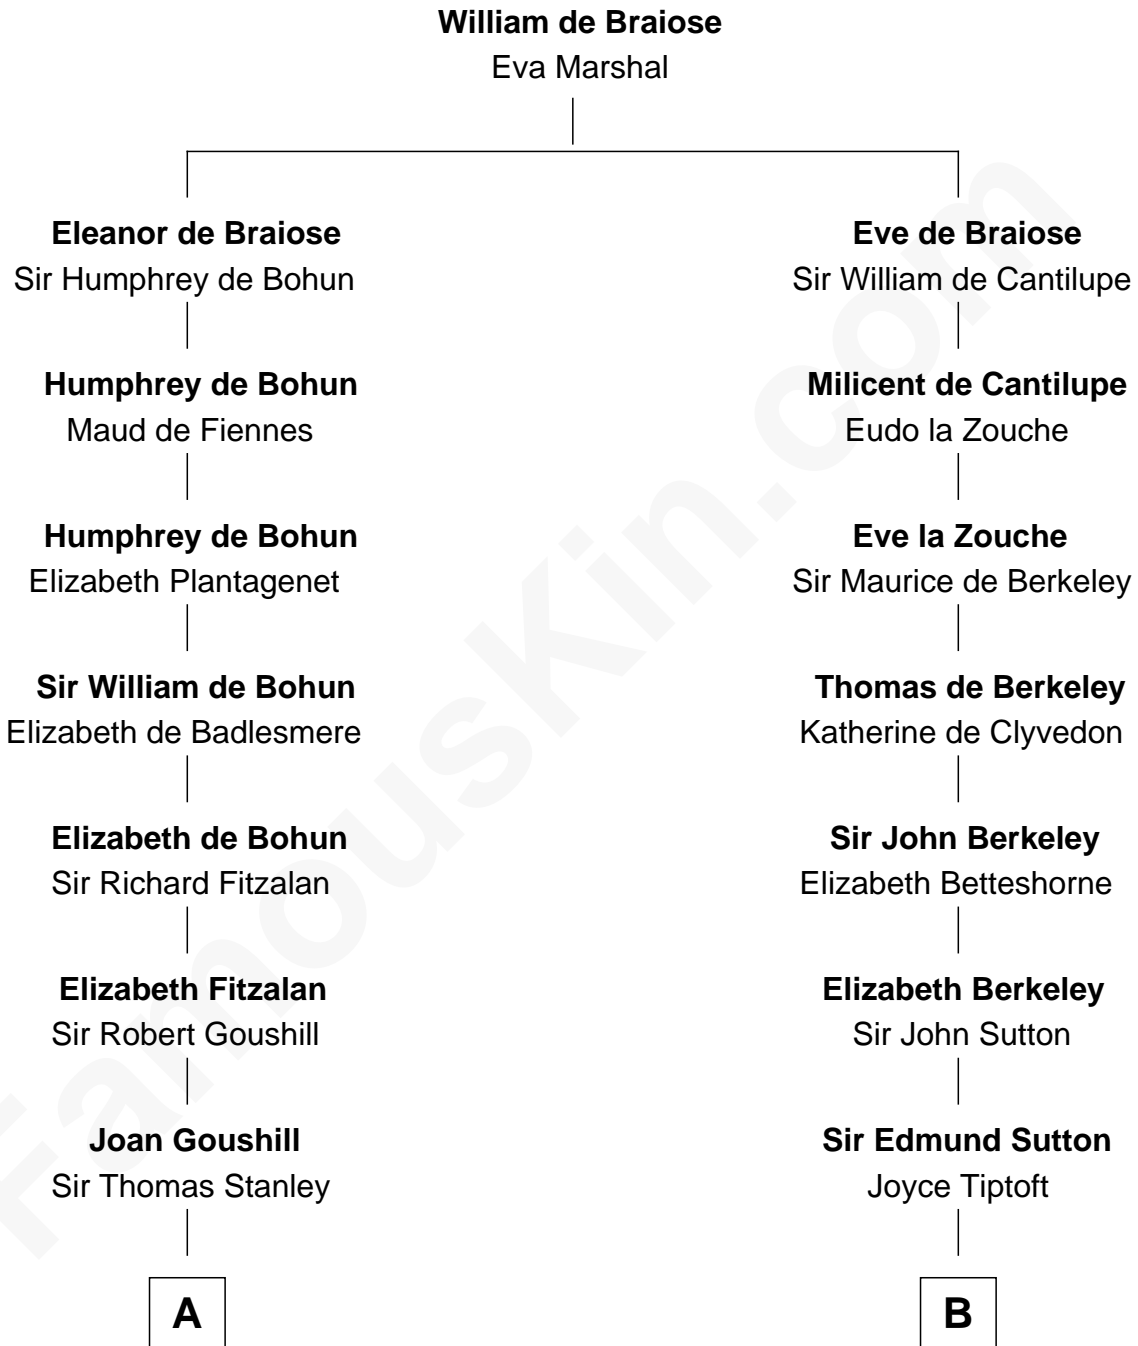 William de Braiose
Eva Marshal
Eleanor de Braiose
Sir Humphrey de Bohun
Humphrey de Bohun
Maud de Fiennes
Humphrey de Bohun
Elizabeth Plantagenet
Sir William de Bohun
Elizabeth de Badlesmere
Elizabeth de Bohun
Sir Richard Fitzalan
Elizabeth Fitzalan
Sir Robert Goushill
Joan Goushill
Sir Thomas Stanley
A
Eve de Braiose
Sir William de Cantilupe
Milicent de Cantilupe
Eudo la Zouche
Eve la Zouche
Sir Maurice de Berkeley
Thomas de Berkeley
Katherine de Clyvedon
Sir John Berkeley
Elizabeth Betteshorne
Elizabeth Berkeley
Sir John Sutton
Sir Edmund Sutton
Joyce Tiptoft
B
FamousKin.com